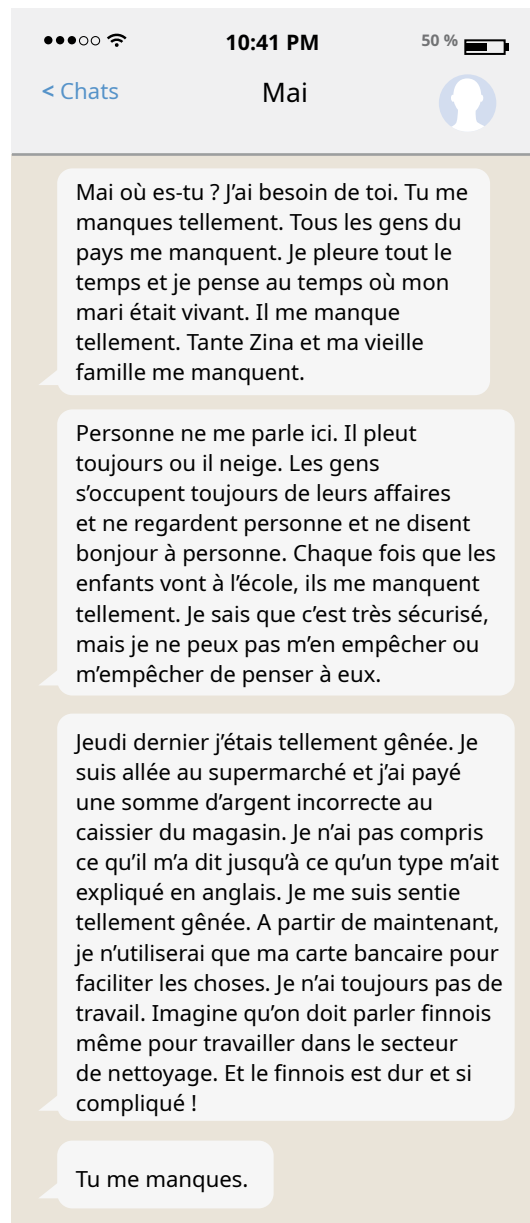 10:41 PM
50 %
< Chats
Mai
Mai où es-tu ? J’ai besoin de toi. Tu me
manques tellement. Tous les gens du
pays me manquent. Je pleure tout le
temps et je pense au temps où mon
mari était vivant. Il me manque
tellement. Tante Zina et ma vieille
famille me manquent.
Personne ne me parle ici. Il pleut
toujours ou il neige. Les gens
s’occupent toujours de leurs affaires
et ne regardent personne et ne disent
bonjour à personne. Chaque fois que les
enfants vont à l’école, ils me manquent
tellement. Je sais que c’est très sécurisé,
mais je ne peux pas m’en empêcher ou
m’empêcher de penser à eux.
Jeudi dernier j’étais tellement gênée. Je
suis allée au supermarché et j’ai payé
une somme d’argent incorrecte au
caissier du magasin. Je n’ai pas compris
ce qu’il m’a dit jusqu’à ce qu’un type m’ait
expliqué en anglais. Je me suis sentie
tellement gênée. A partir de maintenant,
je n’utiliserai que ma carte bancaire pour
faciliter les choses. Je n’ai toujours pas de
travail. Imagine qu’on doit parler finnois
même pour travailler dans le secteur
de nettoyage. Et le finnois est dur et si
compliqué !
Tu me manques.